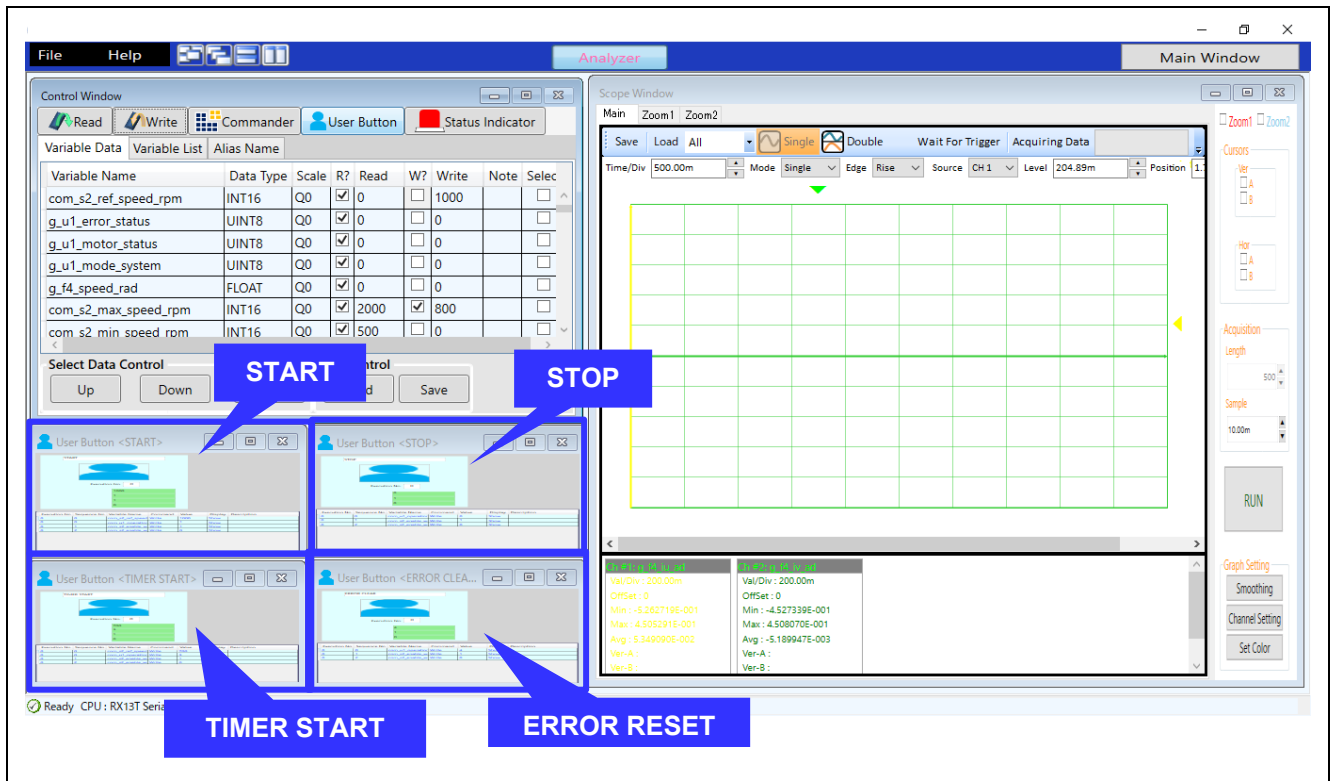 File Help Analyzer Main Window
Control Window
Read Write Commander User Button Status Indicator
Variable Data Variable List Alias Name
Variable Name Data Type Scale R? Read W? Write Note Selec
com_s2_ref_speed_rpm INT16 Q0 0 1000
g_u1_error_status UINT8 Q0 0 0
g_u1_motor_status UINT8 Q0 0 0
g_u1_mode_system UINT8 Q0 0 0
g_f4_speed_rad FLOAT Q0 0 0
com_s2_max_speed_rpm INT16 Q0 2000 800
com_s2_min_speed_rpm INT16 Q0 500 0
Select Data Control
Up Down Save
START
STOP
User Button <START>
User Button <STOP>
User Button <TIMER START>
User Button <ERROR CLEA...
TIMER START
ERROR RESET
Ready CPU : RX13T
Scope Window
Main Zoom1 Zoom2
Save Load All Single Double Wait For Trigger Acquiring Data
Time/Div 500.00m Mode Single Edge Rise Source CH 1 Level 204.89m Position 1.
Ch #1: g_f4_iu_ad
Val/Div : 200.00m
OffSet : 0
Ver-A :
Ver-B :
Ch #2: g_f4_iv_ad
Val/Div : 200.00m
OffSet : 0
Min : -4.527339E-001
Max : 4.508070E-001
Avg : -5.189947E-003
Ver-A :
Ver-B :
Zoom1 Zoom2
Cursors
Ver
A
B
Hor
A
B
Acquisition
Length
500
Sample
10.00m
RUN
Graph Setting
Smoothing
Channel Setting
Set Color